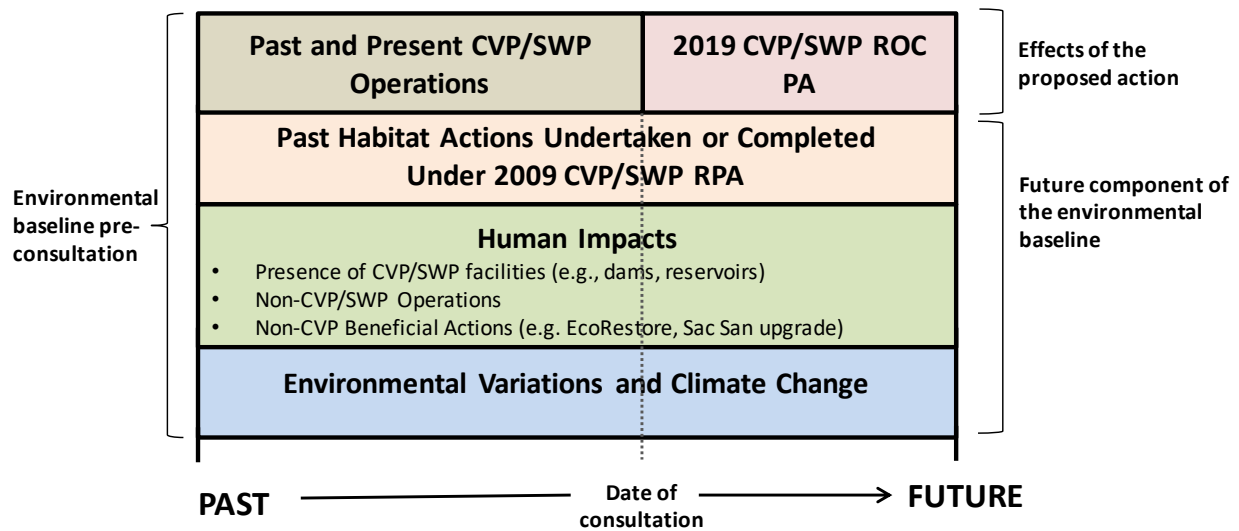 Past and Present CVP/SWP
Operations
2019 CVP/SWP ROC
PA
Effects of the
proposed action
Past Habitat Actions Undertaken or Completed
Under 2009 CVP/SWP RPA
Environmental
baseline pre-
consultation
Future component of
the environmental
baseline
Human Impacts
• Presence of CVP/SWP facilities (e.g., dams, reservoirs)
• Non-CVP/SWP Operations
• Non-CVP Beneficial Actions (e.g. EcoRestore, Sac San upgrade)
Environmental Variations and Climate Change
PAST
Date of
consultation
FUTURE